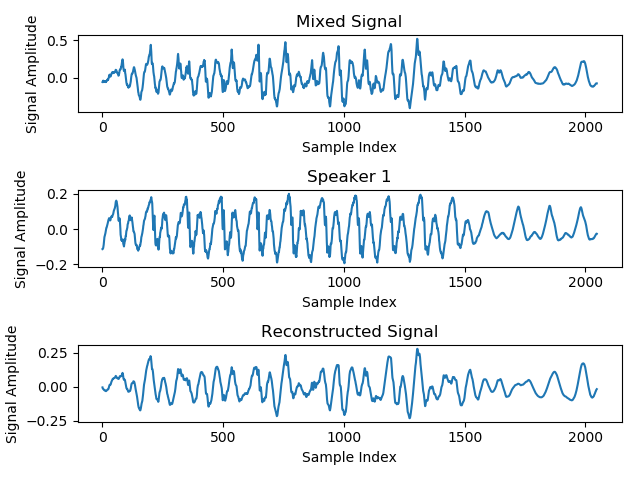 Mixed Signal
Signal Amplitude
0.5
0.0
0 500 1000 1500 2000
Sample Index
Speaker 1
Signal Amplitude
0.2
0.0
−0.2
0 500 1000 1500 2000
Sample Index
Reconstructed Signal
Signal Amplitude
0.25
0.00
−0.25
0 500 1000 1500 2000
Sample Index